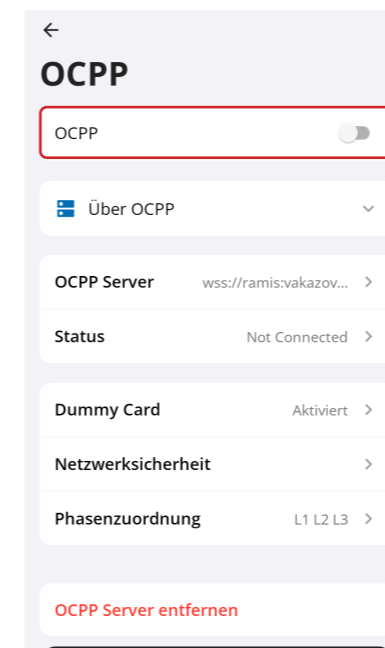 OCPP
OCPP
Über OCPP
OCPP Server wss://ramis:vakazov...
Status Not Connected
Dummy Card Aktiviert
Netzwerksicherheit
Phasenzuordnung L1 L2 L3
OCPP Server entfernen